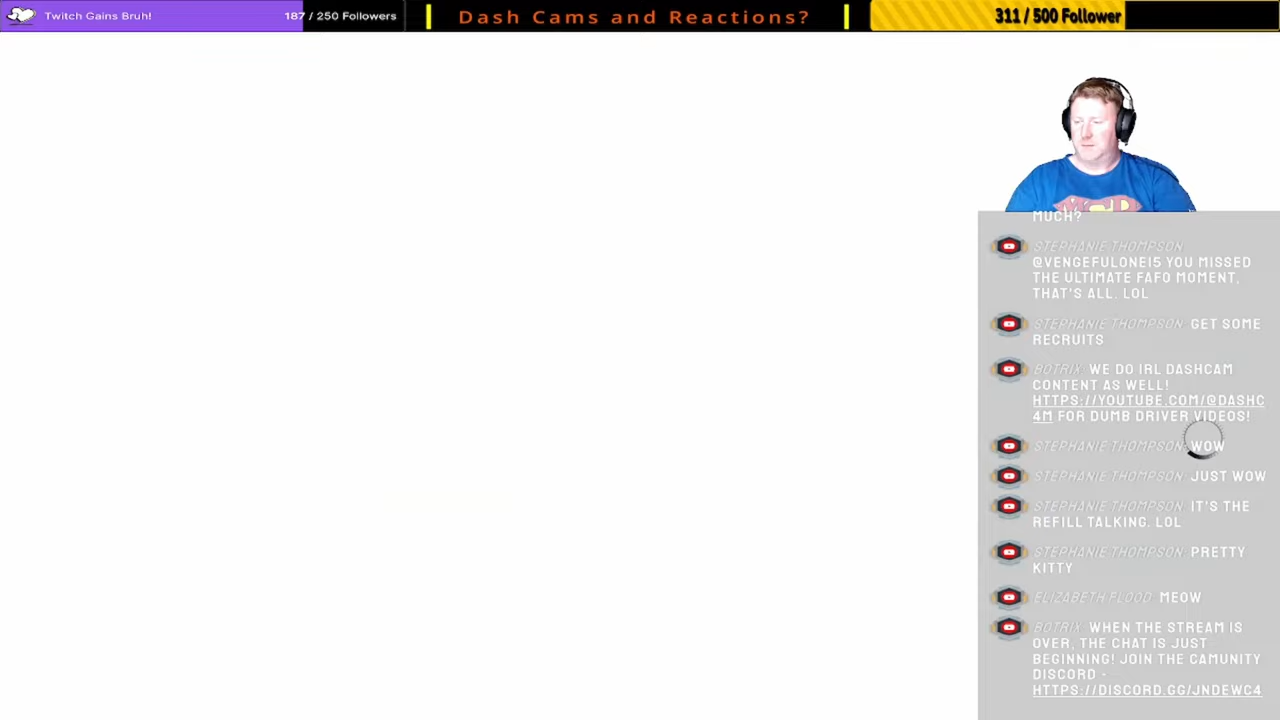 Twitch Gains Bruh!
187 / 250 Followers
Dash Cams and Reactions?
311 / 500 Follower
MUCH?
STEPHANIE THOMPSON:
@VENGEFULONE15 YOU MISSED
THE ULTIMATE FAFO MOMENT,
THAT'S ALL. LOL
STEPHANIE THOMPSON: GET SOME
RECRUITS
BOTRIX: WE DO IRL DASHCAM
CONTENT AS WELL!
HTTPS://YOUTUBE.COM/@DASHC
4M FOR DUMB DRIVER VIDEOS!
STEPHANIE THOMPSON: WOW
STEPHANIE THOMPSON: JUST WOW
STEPHANIE THOMPSON: IT'S THE
REFILL TALKING. LOL
STEPHANIE THOMPSON: PRETTY
KITTY
ELIZABETH FLOOD: MEOW
BOTRIX: WHEN THE STREAM IS
OVER, THE CHAT IS JUST
BEGINNING! JOIN THE CAMUNITY
DISCORD -
HTTPS://DISCORD.GG/JNDEWC4